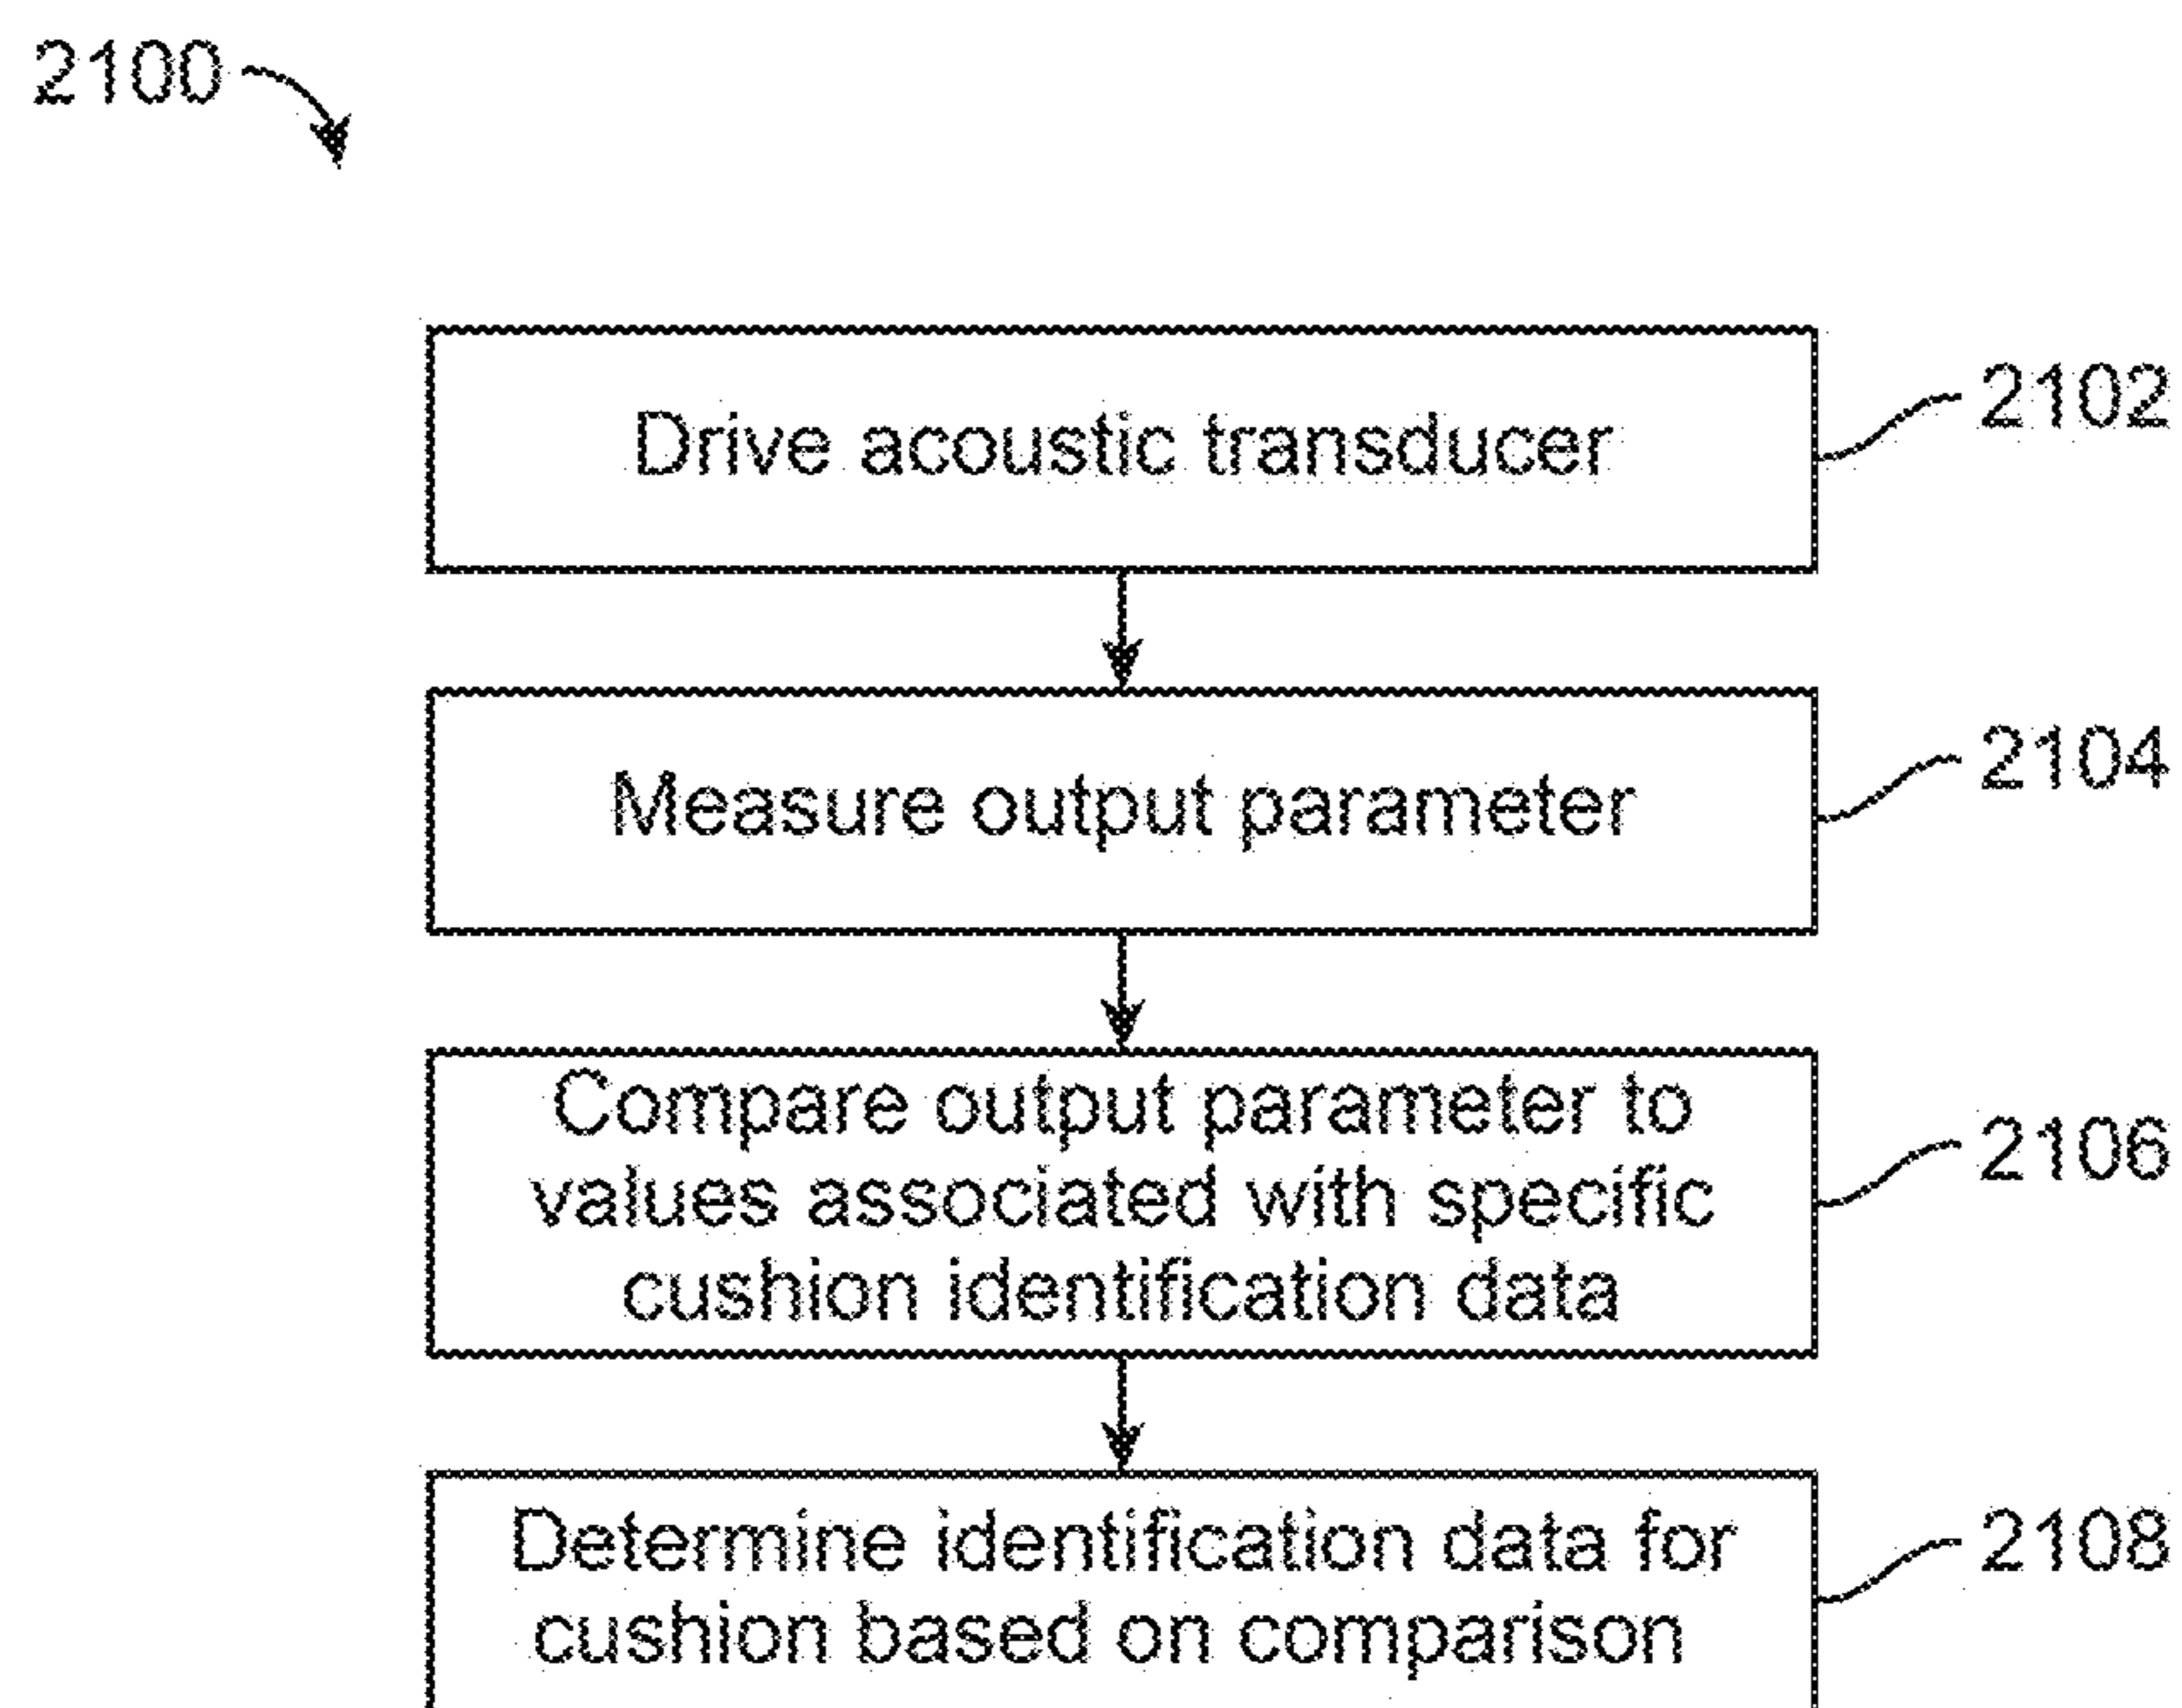 2100
Drive acoustic transducer
2102
Measure output parameter
2104
Compare output parameter to
values associated with specific
cushion identification data
2106
Determine identification data for
cushion based on comparison
2108